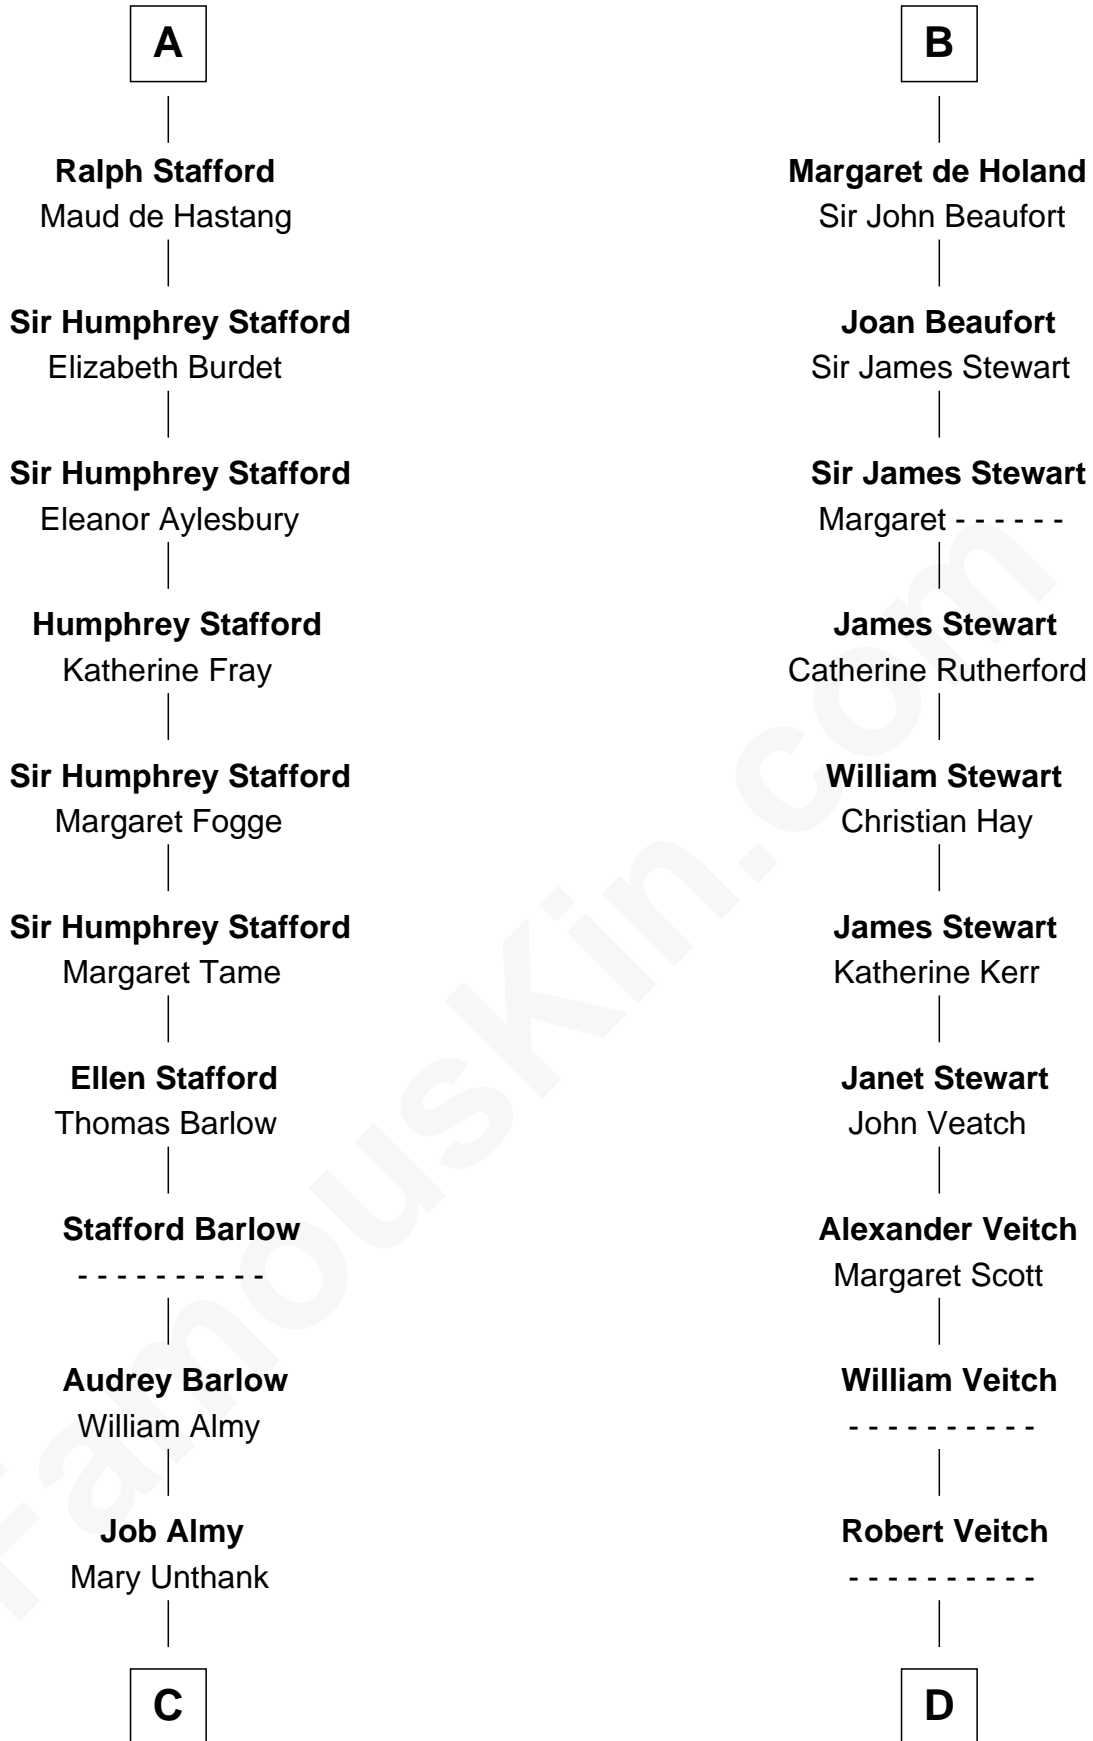 A
Ralph Stafford
Maud de Hastang
Sir Humphrey Stafford
Elizabeth Burdet
Sir Humphrey Stafford
Eleanor Aylesbury
Humphrey Stafford
Katherine Fray
Sir Humphrey Stafford
Margaret Fogge
Sir Humphrey Stafford
Margaret Tame
Ellen Stafford
Thomas Barlow
Stafford Barlow
- - - - - - - - - -
Audrey Barlow
William Almy
Job Almy
Mary Unthank
C
B
Margaret de Holand
Sir John Beaufort
Joan Beaufort
Sir James Stewart
Sir James Stewart
Margaret - - - - - -
James Stewart
Catherine Rutherford
William Stewart
Christian Hay
James Stewart
Katherine Kerr
Janet Stewart
John Veatch
Alexander Veitch
Margaret Scott
William Veitch
- - - - - - - - - -
Robert Veitch
- - - - - - - - - -
D
FamousKin.com